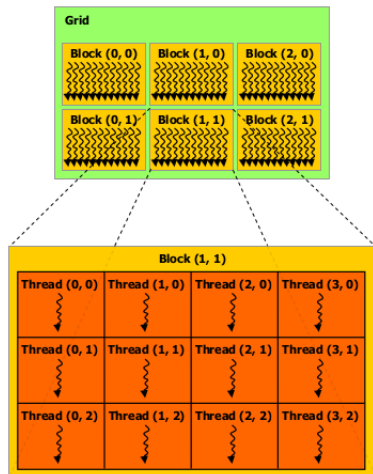 Grid
Block (0, 0) Block (1, 0) Block (2, 0)
Block (0, 1) Block (1, 1) Block (2, 1)
Block (1, 1)
Thread (0, 0) Thread (1, 0) Thread (2, 0) Thread (3, 0)
Thread (0, 1) Thread (1, 1) Thread (2, 1) Thread (3, 1)
Thread (0, 2) Thread (1, 2) Thread (2, 2) Thread (3, 2)